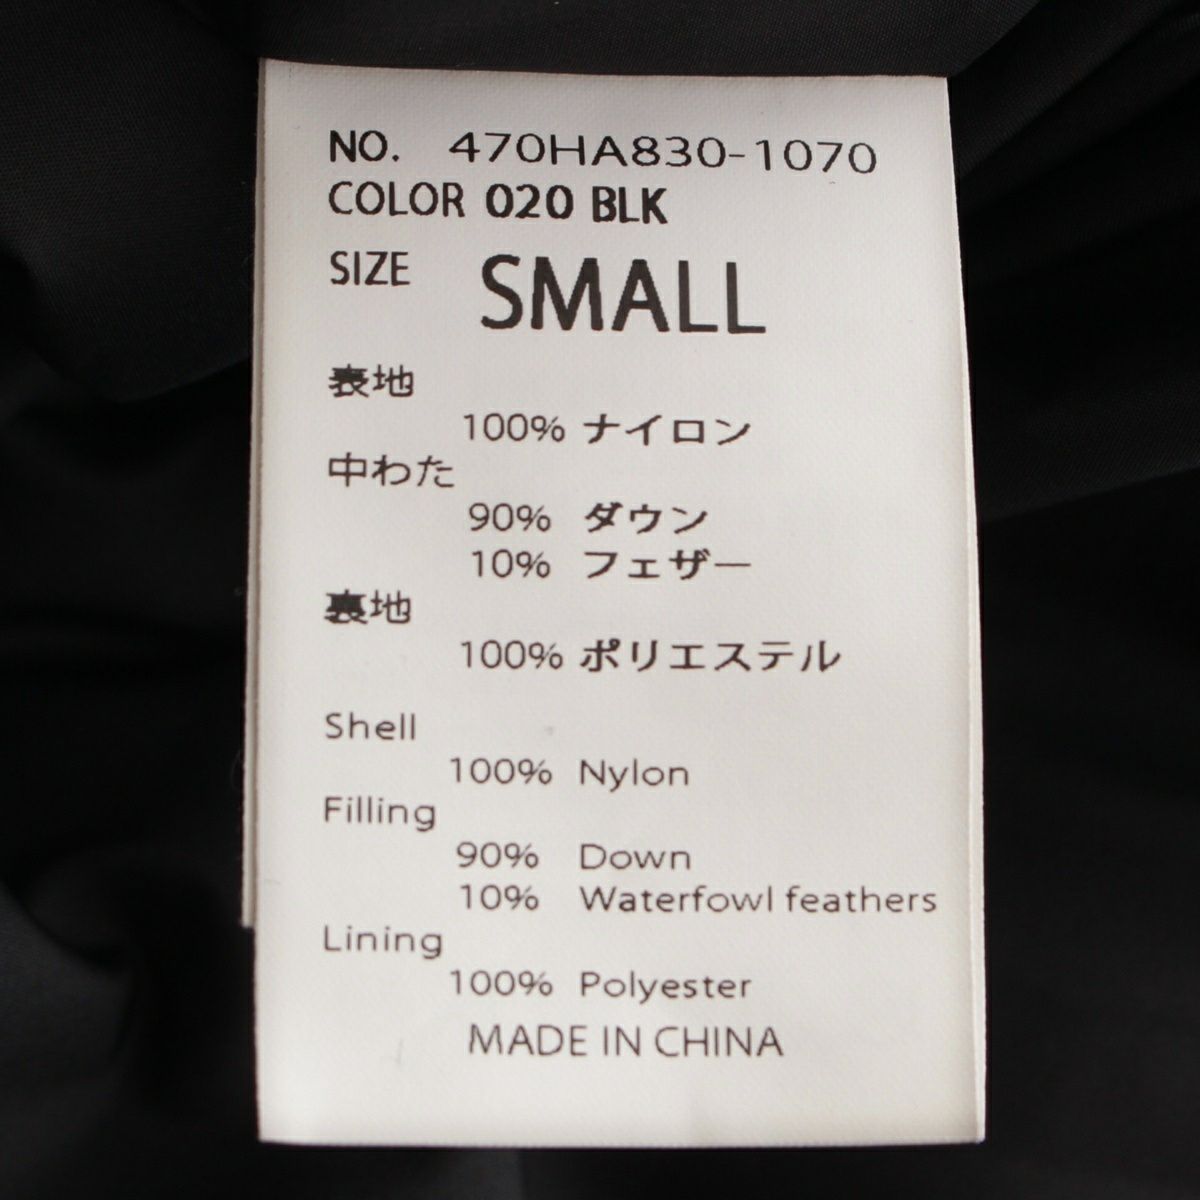 NO. 470HA830-1070
COLOR 020 BLK
SIZE SMALL
表地
100% ナイロン
中わた
90% ダウン
10% フェザー
裏地
100% ポリエステル
Shell
100% Nylon
Filling
90% Down
10% Waterfowl feathers
Lining
100% Polyester
MADE IN CHINA